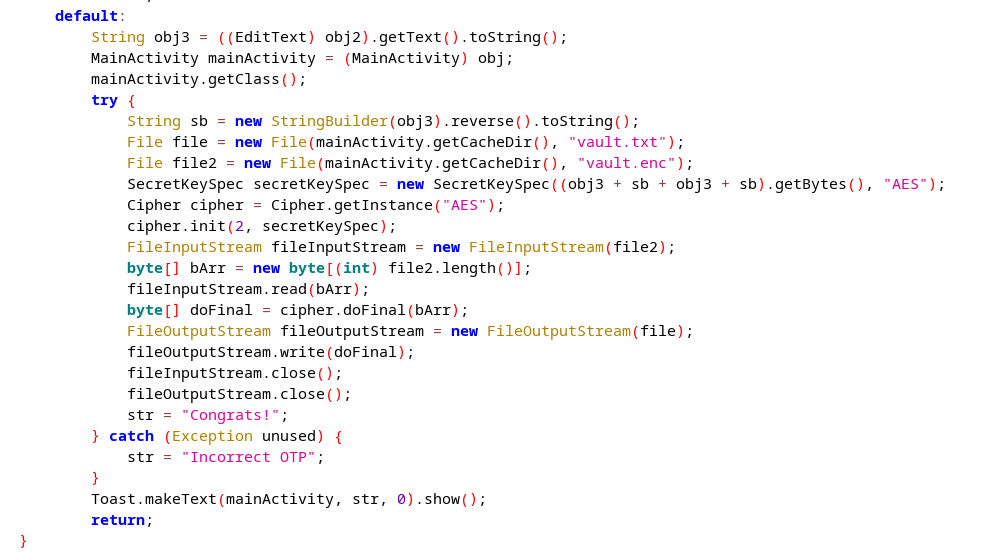 default:
String obj3 = ((EditText) obj2).getText().toString();
MainActivity mainActivity = (MainActivity) obj;
mainActivity.getClass();
try {
String sb = new StringBuilder(obj3).reverse().toString();
File file = new File(mainActivity.getCacheDir(), "vault.txt");
File file2 = new File(mainActivity.getCacheDir(), "vault.enc");
SecretKeySpec secretKeySpec = new SecretKeySpec((obj3 + sb + obj3 + sb).getBytes(), "AES");
Cipher cipher = Cipher.getInstance("AES");
cipher.init(2, secretKeySpec);
FileInputStream fileInputStream = new FileInputStream(file2);
byte[] bArr = new byte[(int) file2.length()];
fileInputStream.read(bArr);
byte[] doFinal = cipher.doFinal(bArr);
FileOutputStream fileOutputStream = new FileOutputStream(file);
fileOutputStream.write(doFinal);
fileInputStream.close();
fileOutputStream.close();
str = "Congrats!";
} catch (Exception unused) {
str = "Incorrect OTP";
}
Toast.makeText(mainActivity, str, 0).show();
return;
}